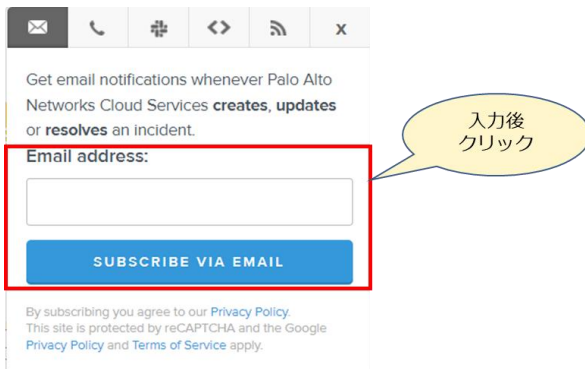 X
Get email notifications whenever Palo Alto
Networks Cloud Services creates, updates
or resolves an incident.
Email address:
SUBSCRIBE VIA EMAIL
By subscribing you agree to our Privacy Policy.
This site is protected by reCAPTCHA and the Google
Privacy Policy and Terms of Service apply.
入力後
クリック